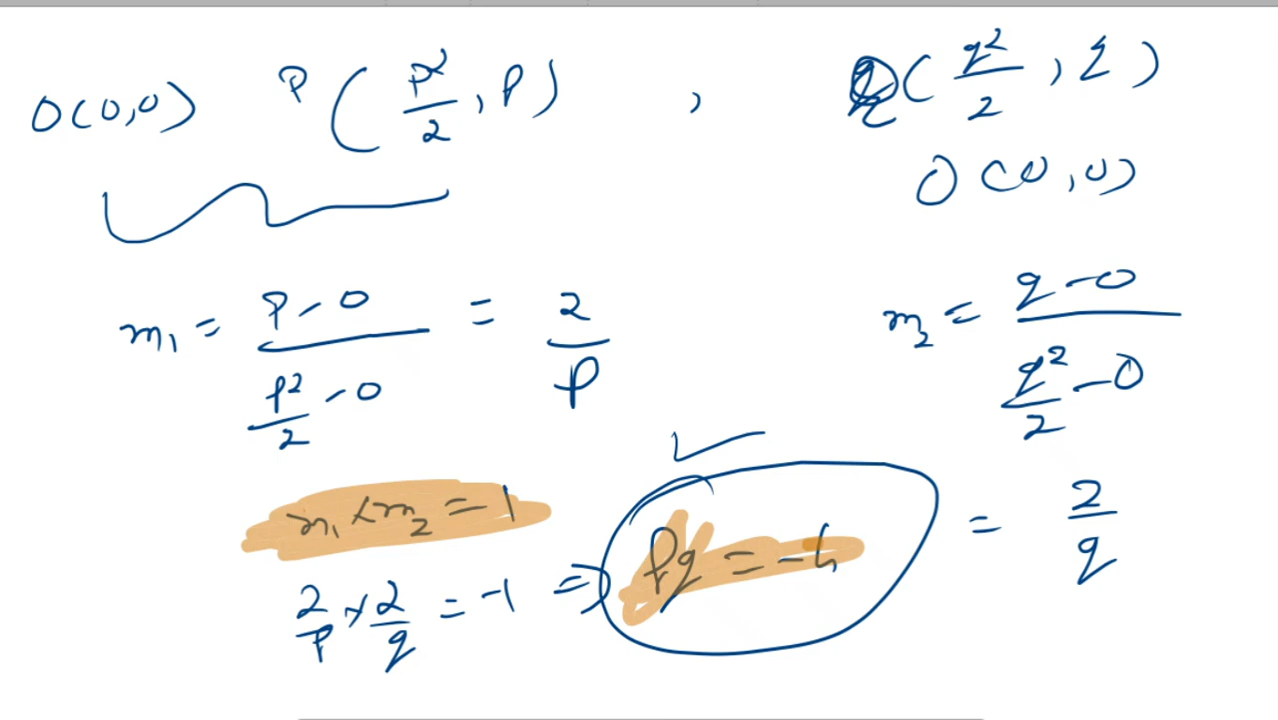 O(0,0) P(p²/2, p) , Q(q²/2, q)
O(0,0)
m₁ = (p-0)/(p²/2-0) = 2/p
m₂ = (q-0)/(q²/2-0)
= 2/q
m₁×m₂=-1
2/p × 2/q = -1 ⇒ pq = -4